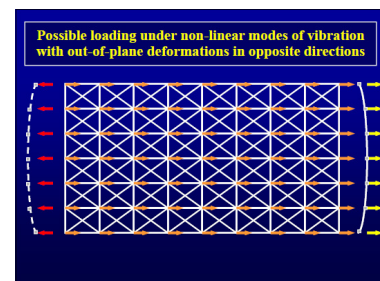 Possible loading under non-linear modes of vibration
with out-of-plane deformations in opposite directions